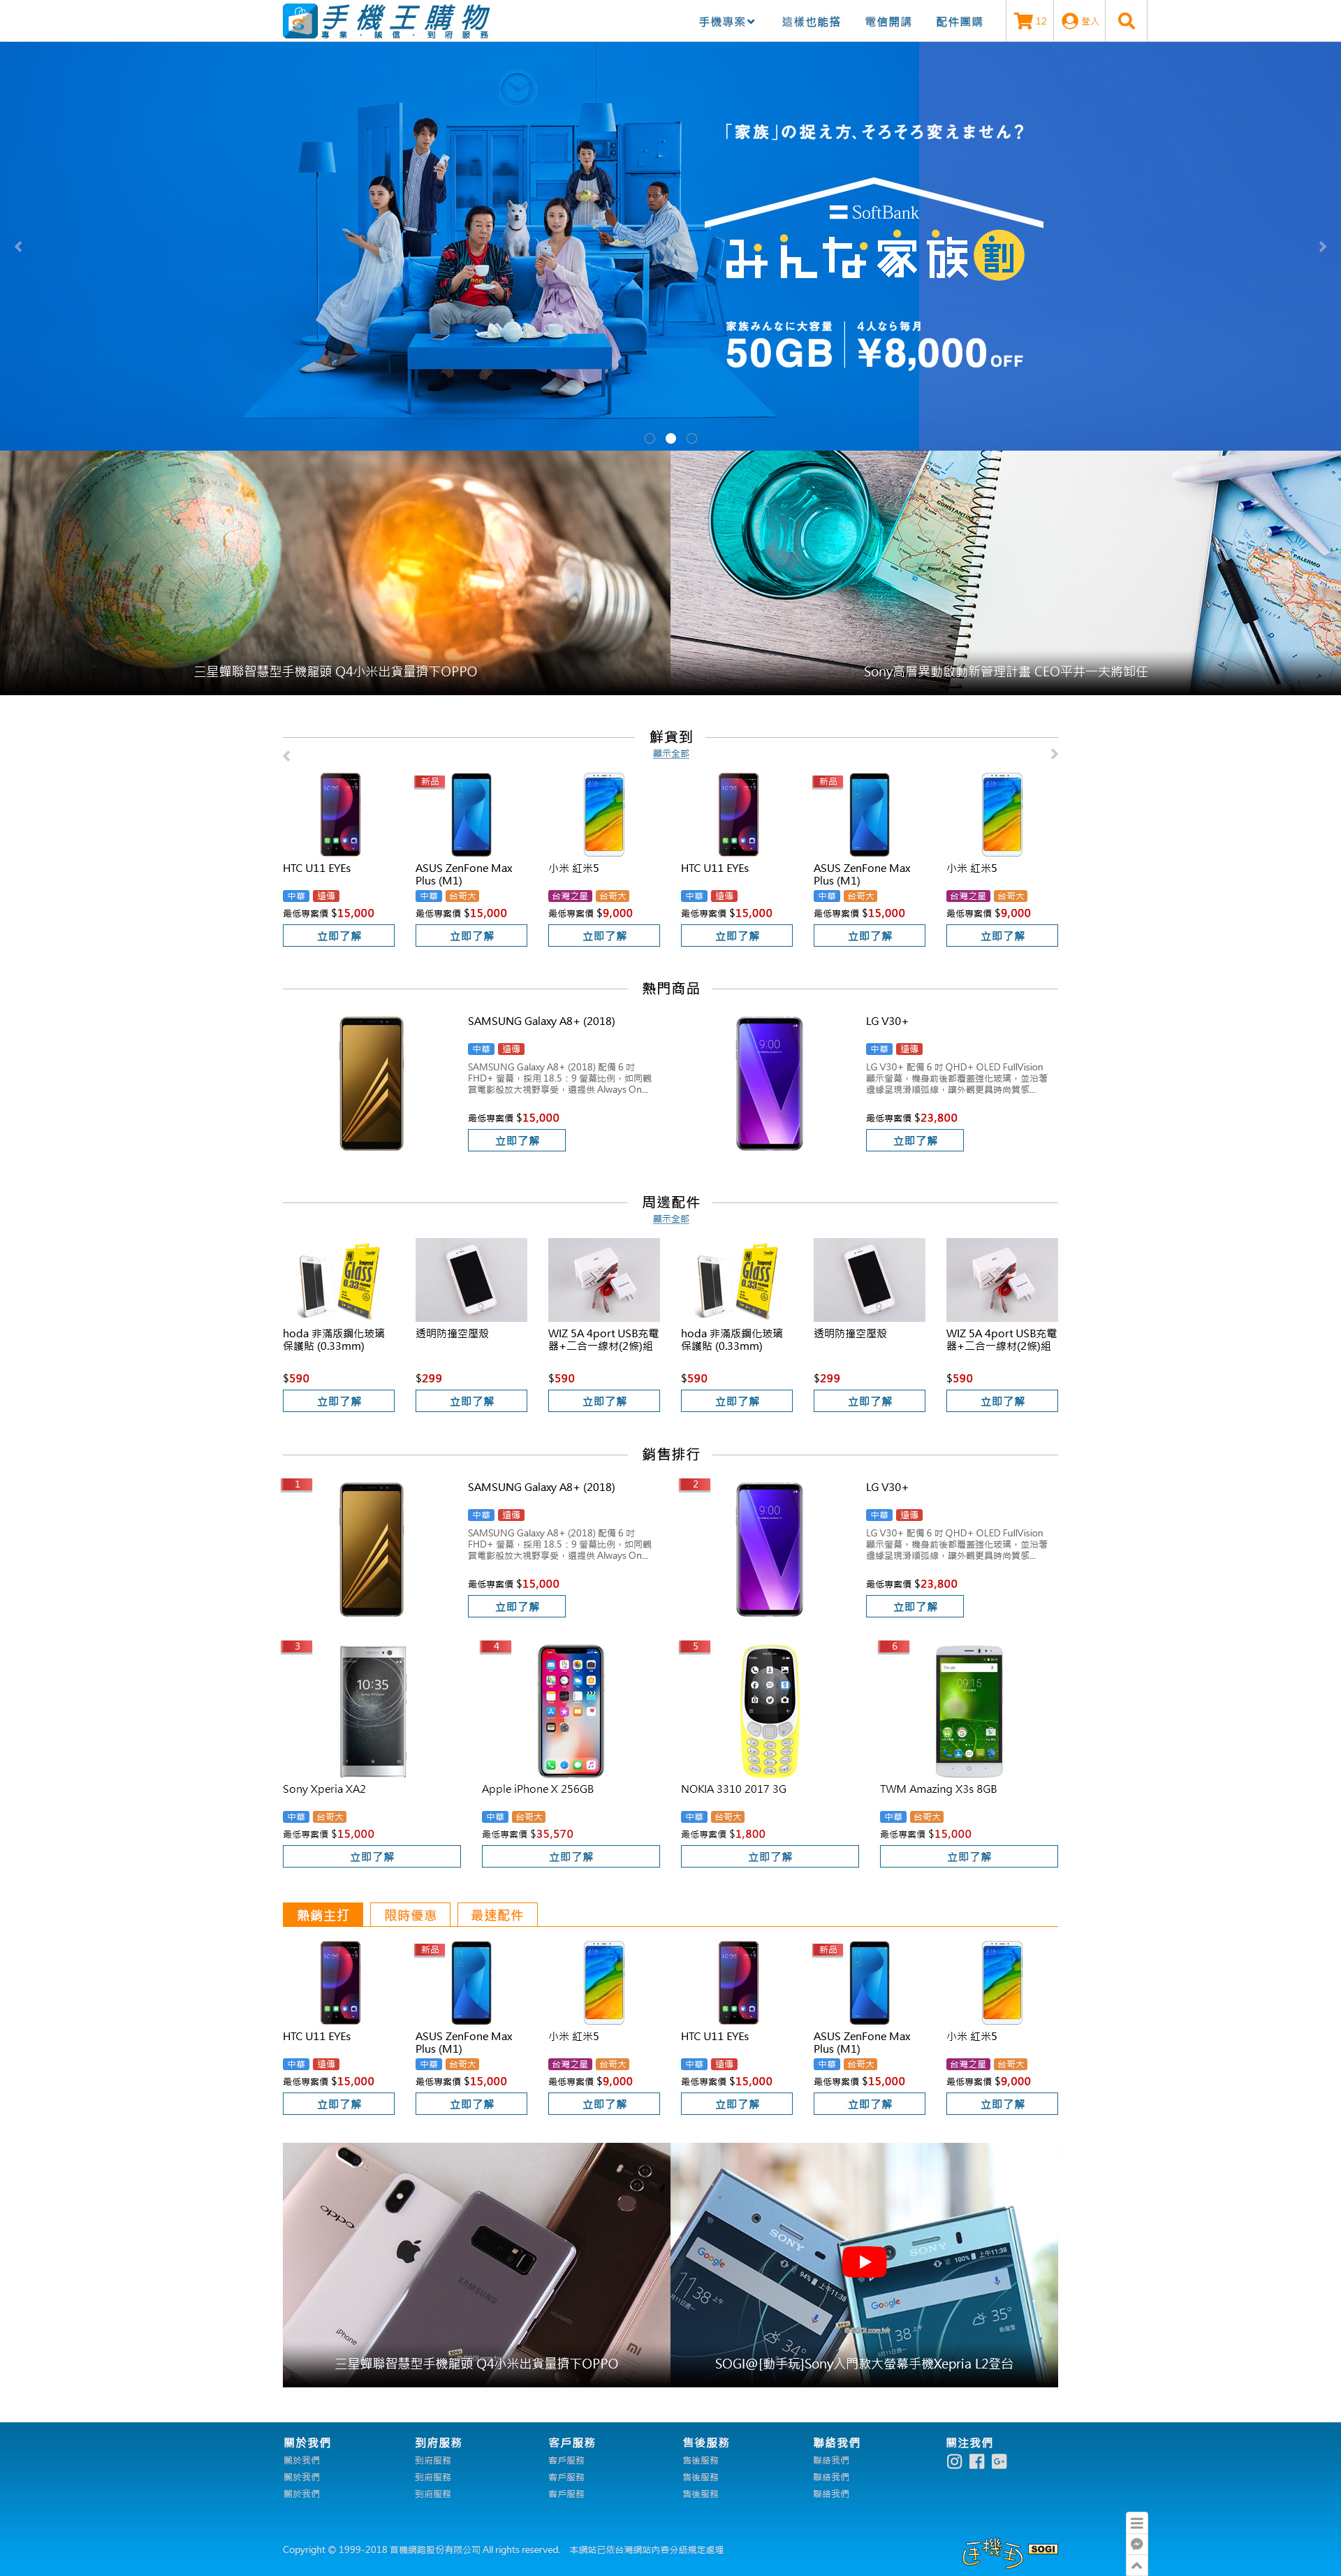 手機王購物
專業‧誠信‧到府服務
手機專案 這樣也能搭 電信開講 配件團購 12 登入
「家族」の捉え方、そろそろ変えませんか?
SoftBank
みんな家族割
家族みんなに大容量 4人なら毎月
50GB ¥8,000 OFF
三星蟬聯智慧型手機龍頭 Q4小米出貨量擠下OPPO
Sony高層異動啟動新管理計畫 CEO平井一夫將卸任
鮮貨到
顯示全部
新品 新品
HTC U11 EYEs
中華 遠傳
最低專案價 $15,000
立即了解
ASUS ZenFone Max
Plus (M1)
中華 台哥大
最低專案價 $15,000
立即了解
小米 紅米5
台灣之星 台哥大
最低專案價 $9,000
立即了解
HTC U11 EYEs
中華 遠傳
最低專案價 $15,000
立即了解
ASUS ZenFone Max
Plus (M1)
中華 台哥大
最低專案價 $15,000
立即了解
小米 紅米5
台灣之星 台哥大
最低專案價 $9,000
立即了解
熱門商品
SAMSUNG Galaxy A8+ (2018)
中華 遠傳
SAMSUNG Galaxy A8+ (2018) 配備 6 吋
FHD+ 螢幕，採用 18.5：9 螢幕比例，如同觀
賞電影般放大視野享受，還提供 Always On...
最低專案價 $15,000
立即了解
9:00
LG V30+
中華 遠傳
LG V30+ 配備 6 吋 QHD+ OLED FullVision
顯示螢幕，機身前後都覆蓋強化玻璃，並沿著
邊緣呈現滑順弧線，讓外觀更具時尚質感...
最低專案價 $23,800
立即了解
周邊配件
顯示全部
hoda 非滿版鋼化玻璃
保護貼 (0.33mm)
$590
立即了解
透明防撞空壓殼
$299
立即了解
WIZ 5A 4port USB充電
器+二合一線材(2條)組
$590
立即了解
hoda 非滿版鋼化玻璃
保護貼 (0.33mm)
$590
立即了解
透明防撞空壓殼
$299
立即了解
WIZ 5A 4port USB充電
器+二合一線材(2條)組
$590
立即了解
銷售排行
1
SAMSUNG Galaxy A8+ (2018)
中華 遠傳
SAMSUNG Galaxy A8+ (2018) 配備 6 吋
FHD+ 螢幕，採用 18.5：9 螢幕比例，如同觀
賞電影般放大視野享受，還提供 Always On...
最低專案價 $15,000
立即了解
2
9:00
LG V30+
中華 遠傳
LG V30+ 配備 6 吋 QHD+ OLED FullVision
顯示螢幕，機身前後都覆蓋強化玻璃，並沿著
邊緣呈現滑順弧線，讓外觀更具時尚質感...
最低專案價 $23,800
立即了解
3
10:35
Sony Xperia XA2
中華 台哥大
最低專案價 $15,000
立即了解
4
Apple iPhone X 256GB
中華 台哥大
最低專案價 $35,570
立即了解
5
NOKIA 3310 2017 3G
中華 台哥大
最低專案價 $1,800
立即了解
6
Google
09:15
TWM Amazing X3s 8GB
中華 台哥大
最低專案價 $15,000
立即了解
熱銷主打 限時優惠 最速配件
新品 新品
HTC U11 EYEs
中華 遠傳
最低專案價 $15,000
立即了解
ASUS ZenFone Max
Plus (M1)
中華 台哥大
最低專案價 $15,000
立即了解
小米 紅米5
台灣之星 台哥大
最低專案價 $9,000
立即了解
HTC U11 EYEs
中華 遠傳
最低專案價 $15,000
立即了解
ASUS ZenFone Max
Plus (M1)
中華 台哥大
最低專案價 $15,000
立即了解
小米 紅米5
台灣之星 台哥大
最低專案價 $9,000
立即了解
oppo
iPhone
SAMSUNG
三星蟬聯智慧型手機龍頭 Q4小米出貨量擠下OPPO
SONY SONY
Google Google
94% 上午11:38 100% 上午11:38
11:38 11:38
34° 35°
SOGI@[動手玩]Sony入門款大螢幕手機Xepria L2登台
關於我們
關於我們
關於我們
關於我們
到府服務
到府服務
到府服務
到府服務
客戶服務
客戶服務
客戶服務
客戶服務
售後服務
售後服務
售後服務
售後服務
聯絡我們
聯絡我們
聯絡我們
聯絡我們
關注我們
Copyright © 1999-2018 首機網路股份有限公司 All rights reserved. 本網站已依台灣網站內容分級規定處理
手機王 SOGI